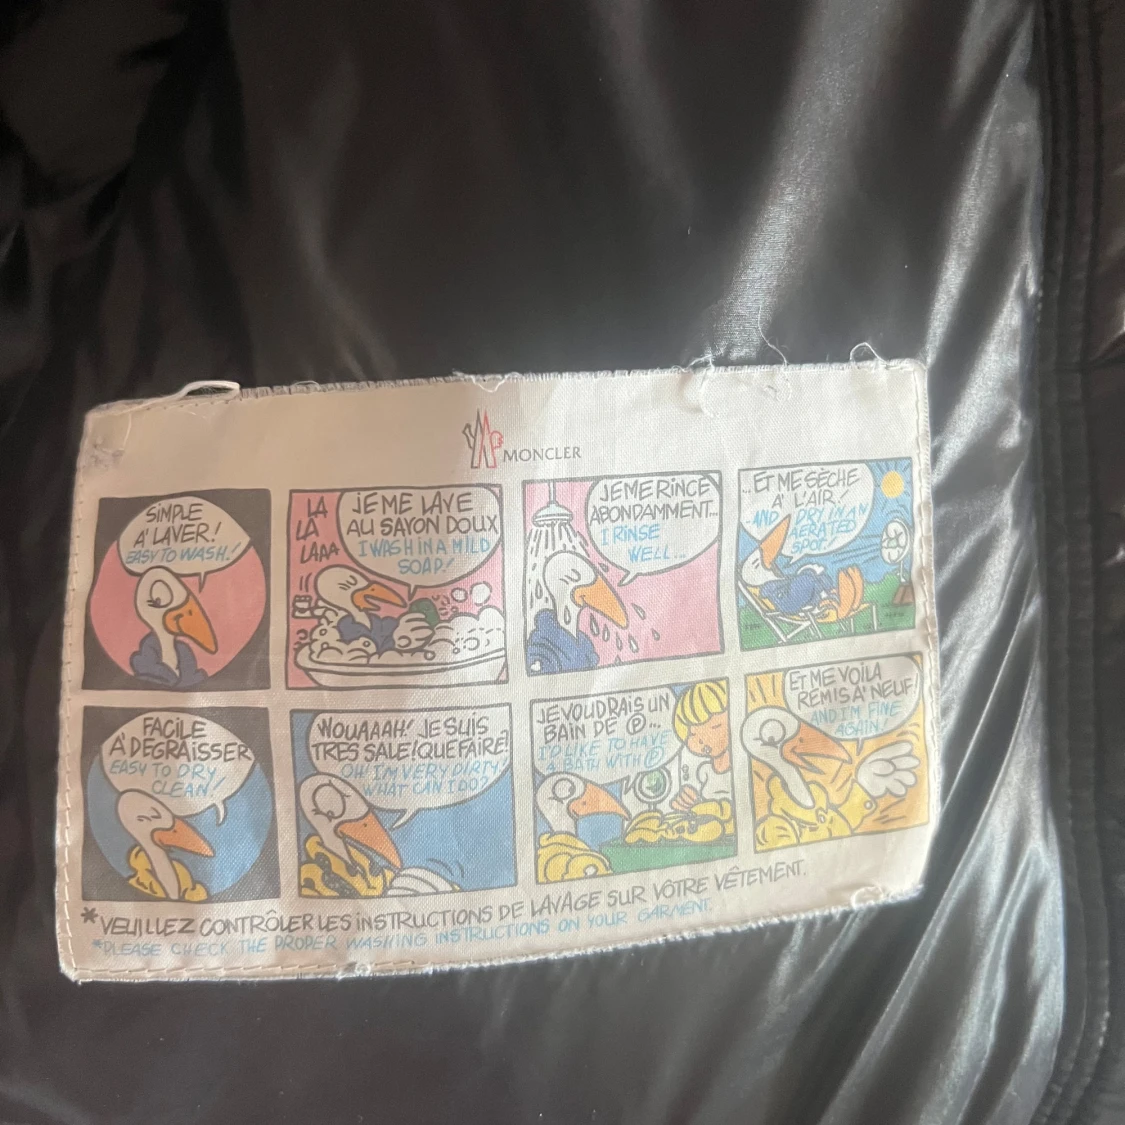 MONCLER
SIMPLE
A' LAVER!
EASY TO WASH!
LA
LA
LAAA
JE ME LAVE
AU SAYON DOUX
I WASH IN A MILD
SOAP!
JE ME RINCE
ABONDAMMENT...
I RINSE
WELL...
...ET ME SÈCHE
A' L'AIR!
-AND I DRY IN AN
AERATED
SPOT!
FACILE
A' DEGRAISSER
EASY TO DRY
CLEAN!
WOUAAAH! JE SUIS
TRES SALE! QUE FAIRE?
OH! I'M VERY DIRTY
WHAT CAN I DO?
JE VOUDRAIS UN
BAIN DE Ⓟ...
I'D LIKE TO HAVE
A BATH WITH Ⓟ
ET ME VOILA
REMIS A' NEUF!
AND I'M FINE
AGAIN!
*VEUILLEZ CONTRÔLER LES INSTRUCTIONS DE LAVAGE SUR VÔTRE VÊTEMENT.
*PLEASE CHECK THE PROPER WASHING INSTRUCTIONS ON YOUR GARMENT.